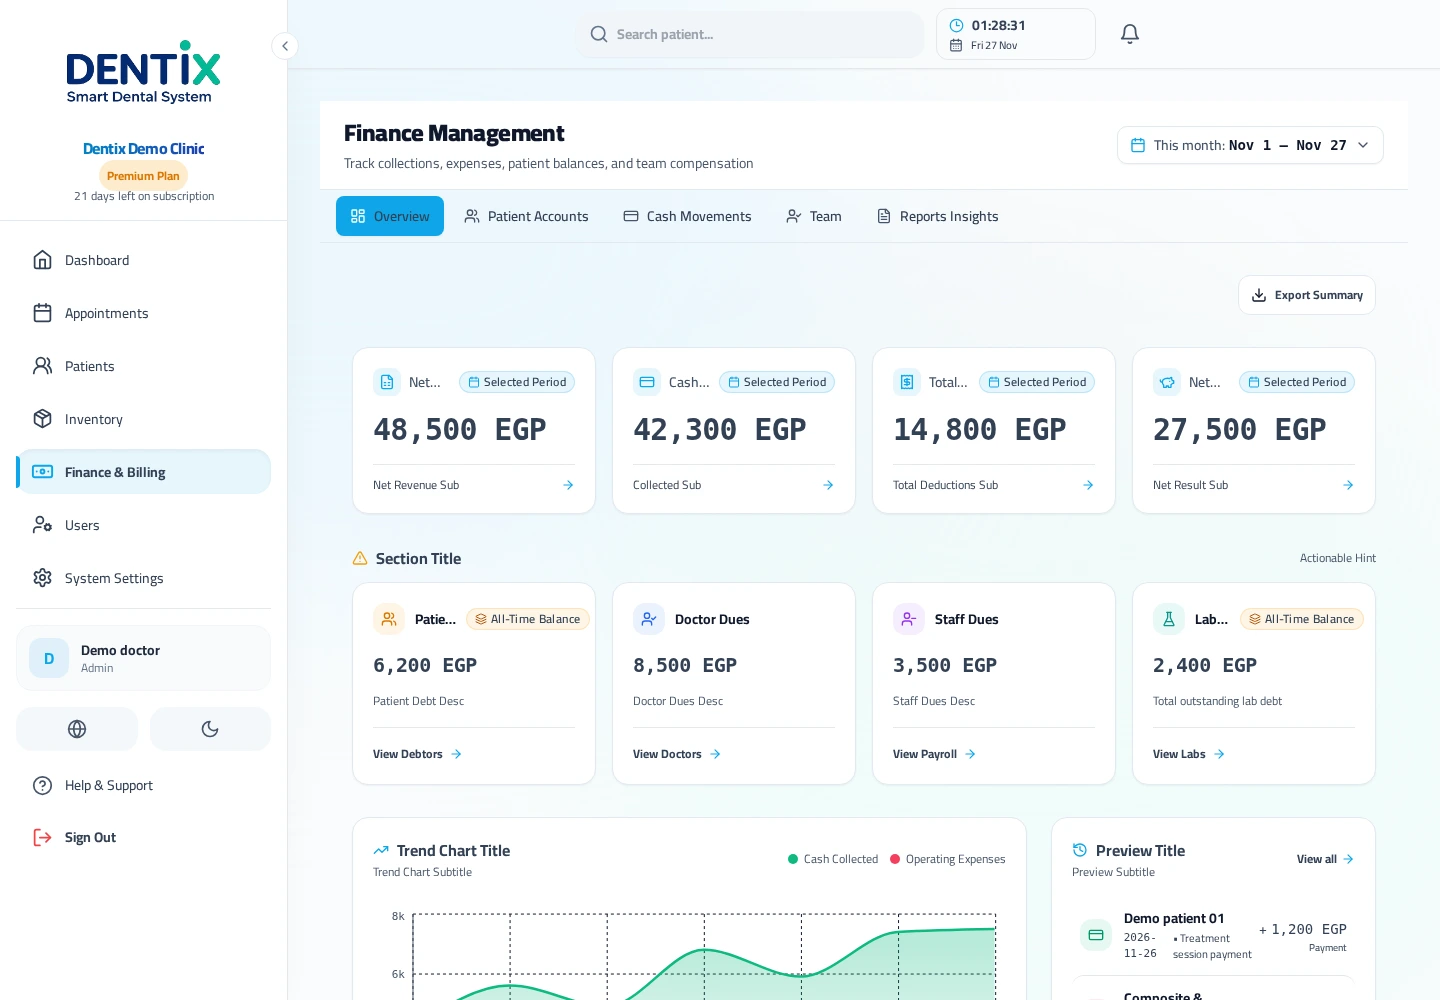 DENTiX
Smart Dental System
Dentix Demo Clinic
Premium Plan
21 days left on subscription
Dashboard
Appointments
Patients
Inventory
Finance & Billing
Users
System Settings
D
Demo doctor
Admin
Help & Support
Sign Out
Search patient...
01:28:31
Fri 27 Nov
Finance Management
Track collections, expenses, patient balances, and team compensation
This month: Nov 1 – Nov 27
Overview
Patient Accounts
Cash Movements
Team
Reports Insights
Export Summary
Net... Selected Period
48,500 EGP
Net Revenue Sub
Cash... Selected Period
42,300 EGP
Collected Sub
Total... Selected Period
14,800 EGP
Total Deductions Sub
Net... Selected Period
27,500 EGP
Net Result Sub
Section Title
Actionable Hint
Patie... All-Time Balance
6,200 EGP
Patient Debt Desc
View Debtors
Doctor Dues
8,500 EGP
Doctor Dues Desc
View Doctors
Staff Dues
3,500 EGP
Staff Dues Desc
View Payroll
Lab... All-Time Balance
2,400 EGP
Total outstanding lab debt
View Labs
Trend Chart Title
Trend Chart Subtitle
Cash Collected
Operating Expenses
8k
6k
Preview Title
Preview Subtitle
View all
Demo patient 01
2026-11-26
• Treatment session payment
+ 1,200 EGP
Payment
Composite &